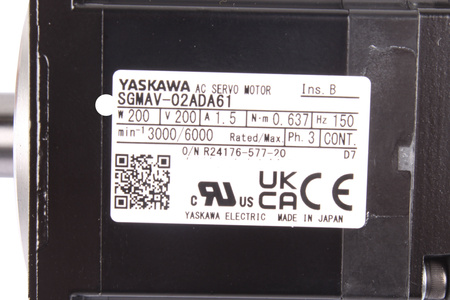 YASKAWA AC SERVO MOTOR Ins. B
SGMAV-02ADA61
W 200 V 200 A 1.5 N·m 0.637 Hz 150
min⁻¹ 3000/6000 Rated/Max Ph. 3 CONT.
O/N R24176-577-20 D7
c RU US UK CA CE
YASKAWA ELECTRIC MADE IN JAPAN